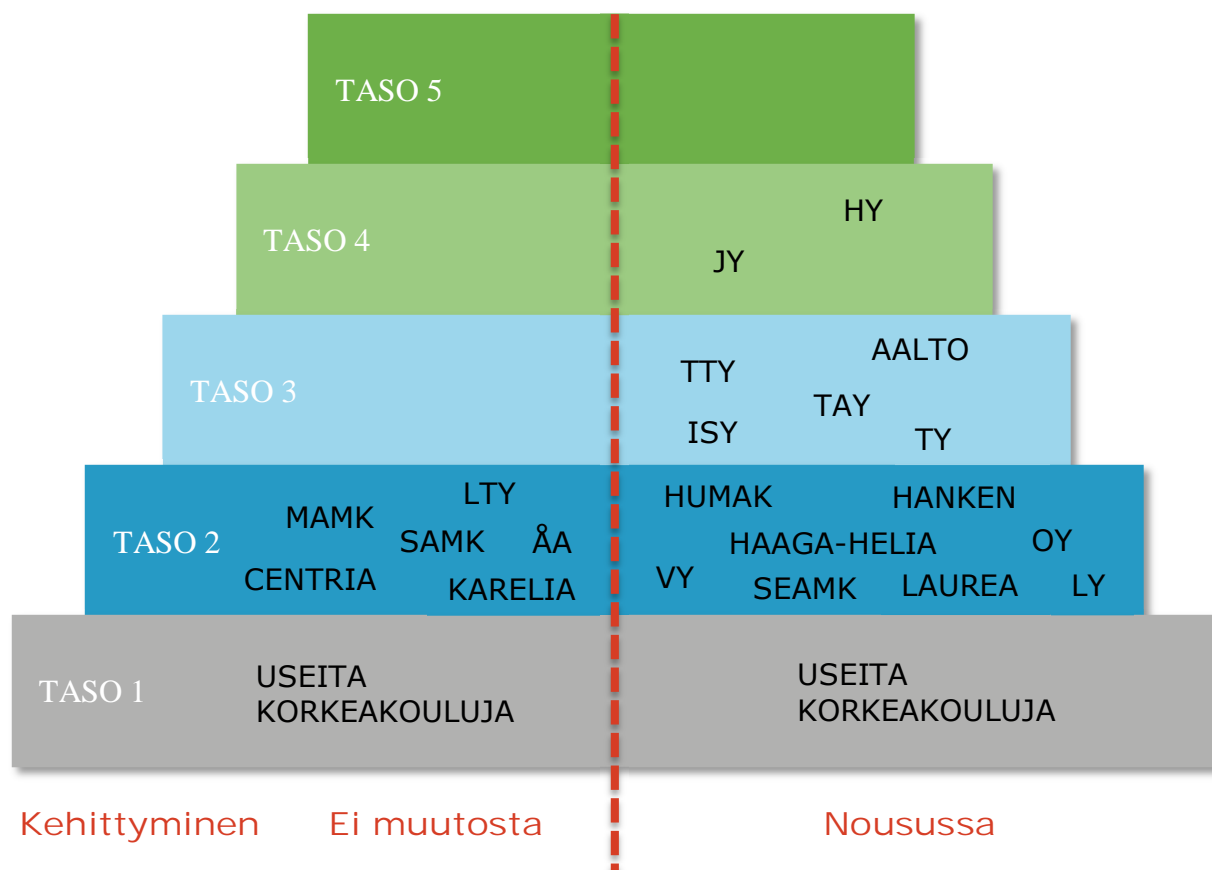 TASO 5
TASO 4
HY
JY
TASO 3
AALTO
TTY
TAY
ISY
TY
TASO 2
LTY
MAMK
SAMK ÅA
CENTRIA
KARELIA
HUMAK
HANKEN
HAAGA-HELIA
OY
VY
SEAMK
LAUREA
LY
TASO 1
USEITA
KORKEAKOULUJA
USEITA
KORKEAKOULUJA
Kehittyminen Ei muutosta Nousussa